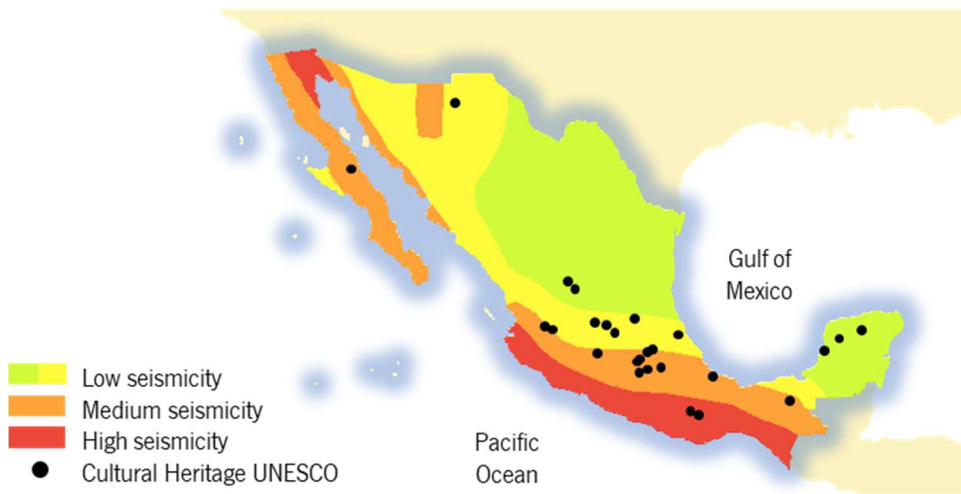 Gulf of
Mexico
Low seismicity
Medium seismicity
High seismicity
Cultural Heritage UNESCO
Pacific
Ocean